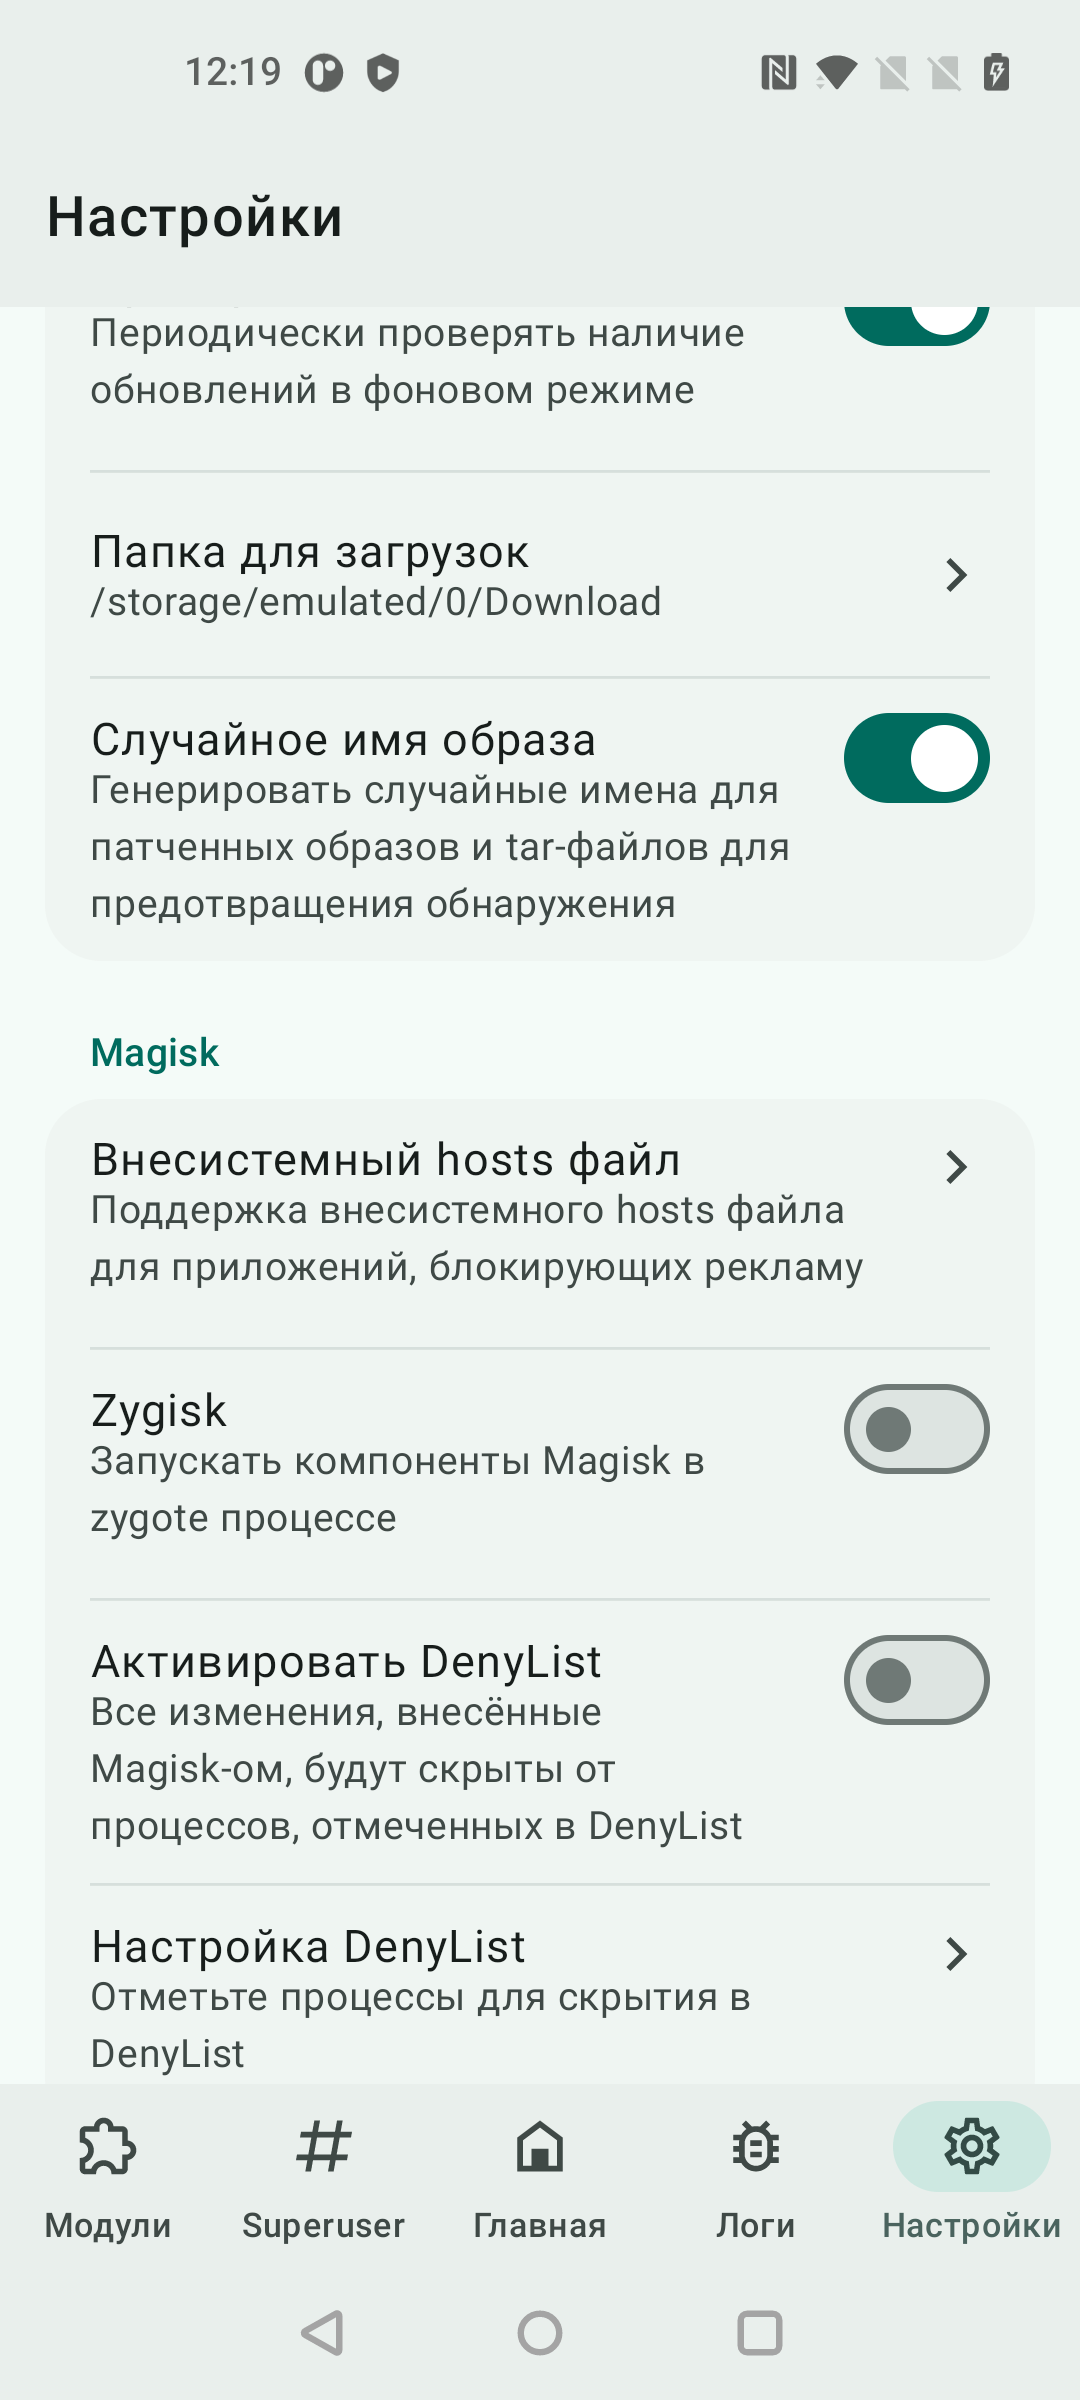 12:19
Настройки
Периодически проверять наличие
обновлений в фоновом режиме
Папка для загрузок
/storage/emulated/0/Download
Случайное имя образа
Генерировать случайные имена для
патченных образов и tar-файлов для
предотвращения обнаружения
Magisk
Внесистемный hosts файл
Поддержка внесистемного hosts файла
для приложений, блокирующих рекламу
Zygisk
Запускать компоненты Magisk в
zygote процессе
Активировать DenyList
Все изменения, внесённые
Magisk-ом, будут скрыты от
процессов, отмеченных в DenyList
Настройка DenyList
Отметьте процессы для скрытия в
DenyList
Модули
Superuser
Главная
Логи
Настройки